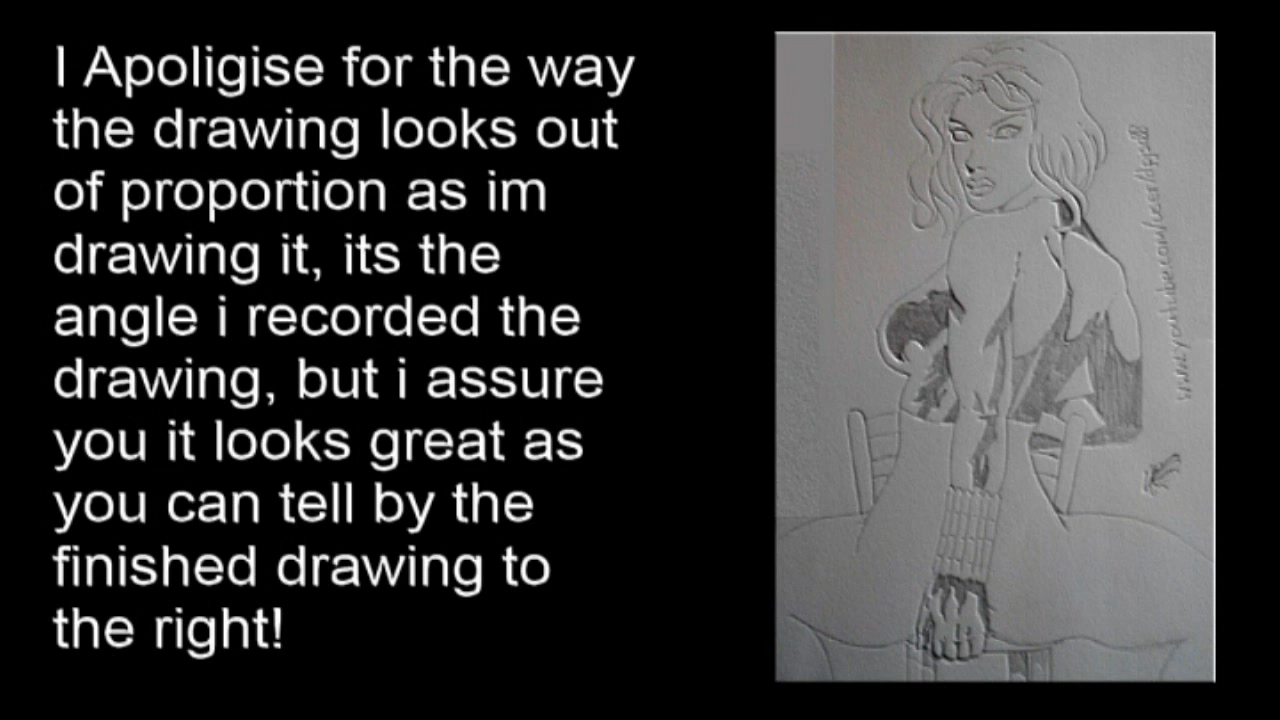 I Apoligise for the way
the drawing looks out
of proportion as im
drawing it, its the
angle i recorded the
drawing, but i assure
you it looks great as
you can tell by the
finished drawing to
the right!